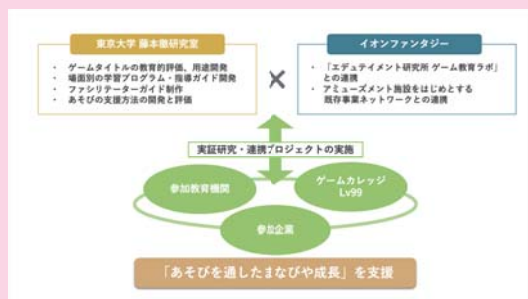 東京大学 藤本徹研究室
・ ゲームタイトルの教育的評価、用途開発
・ 場面別の学習プログラム・指導ガイド開発
・ ファシリテーターガイド制作
・ あそびの支援方法の開発と評価
×
イオンファンタジー
・ 「エデュテイメント研究所 ゲーム教育ラボ」
との連携
・ アミューズメント施設をはじめとする
既存事業ネットワークとの連携
実証研究・連携プロジェクトの実施
参加教育機関
ゲームカレッジ
Lv99
参加企業
「あそびを通したまなびや成長」を支援